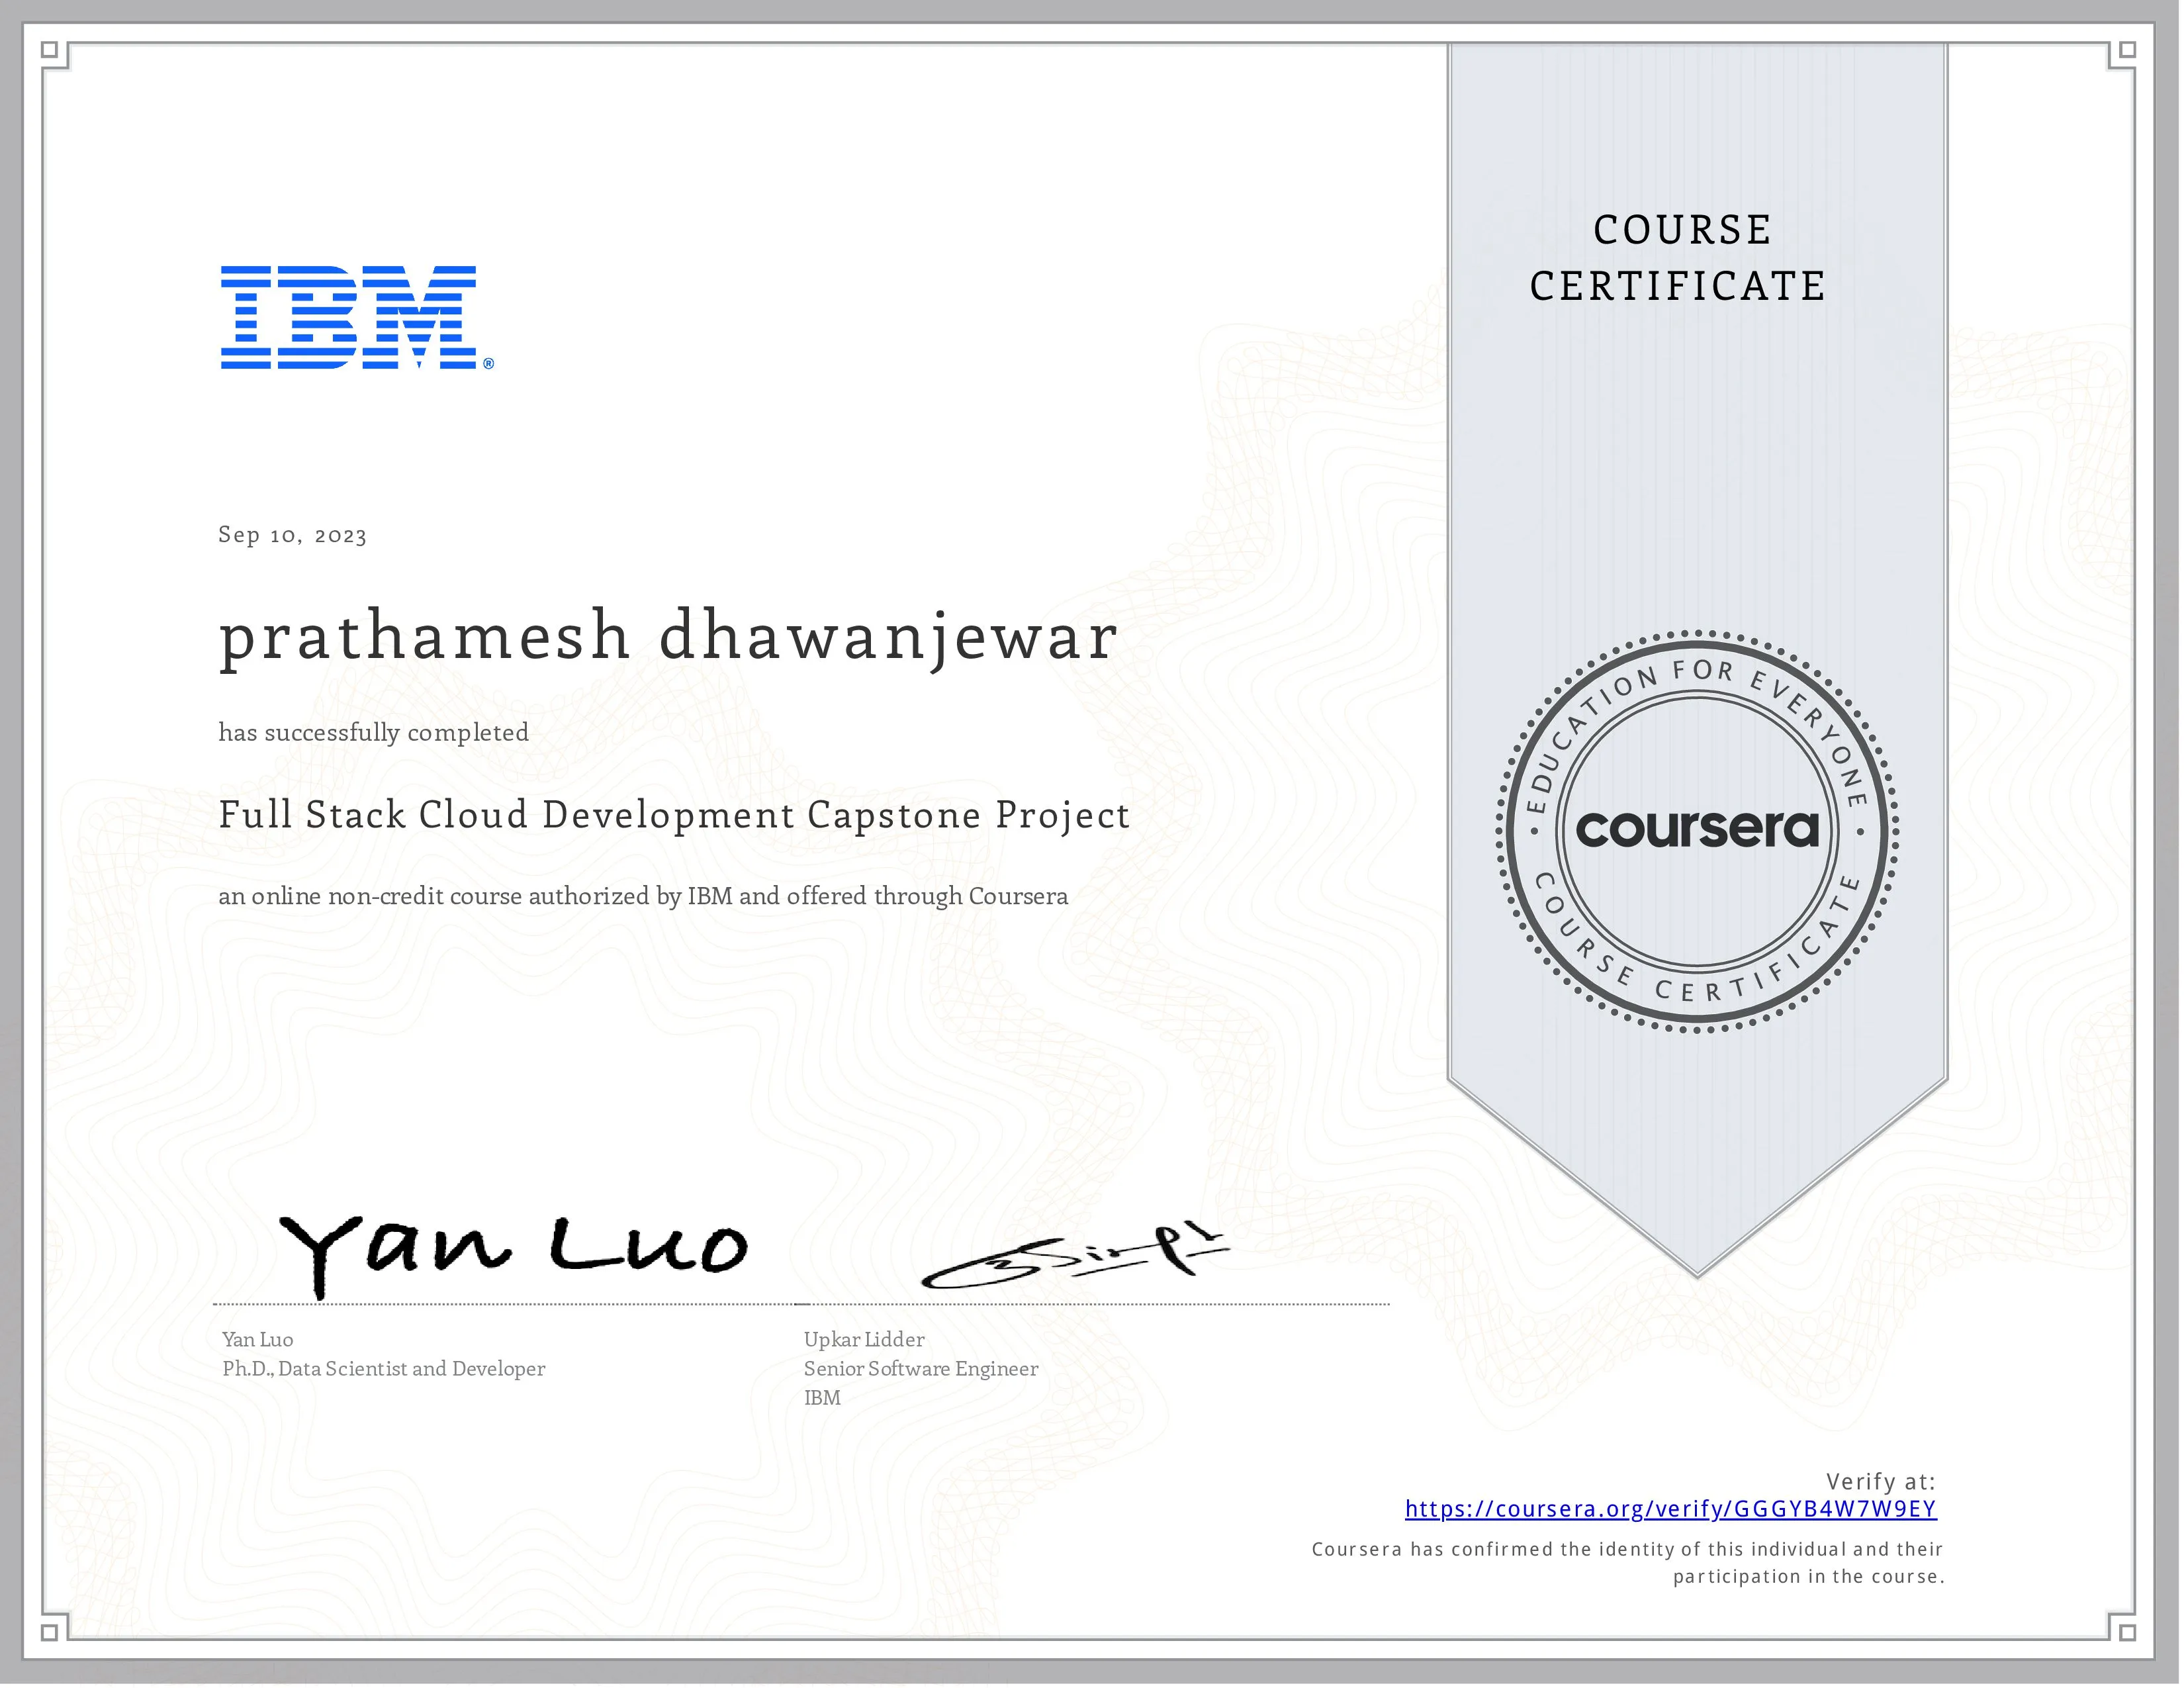 IBM®
COURSE
CERTIFICATE
Sep 10, 2023
prathamesh dhawanjewar
has successfully completed
Full Stack Cloud Development Capstone Project
an online non-credit course authorized by IBM and offered through Coursera
EDUCATION FOR EVERYONE
coursera
COURSE CERTIFICATE
Yan Luo
Yan Luo
Ph.D., Data Scientist and Developer
Upkar Lidder
Senior Software Engineer
IBM
Verify at:
https://coursera.org/verify/GGGYB4W7W9EY
Coursera has confirmed the identity of this individual and their
participation in the course.